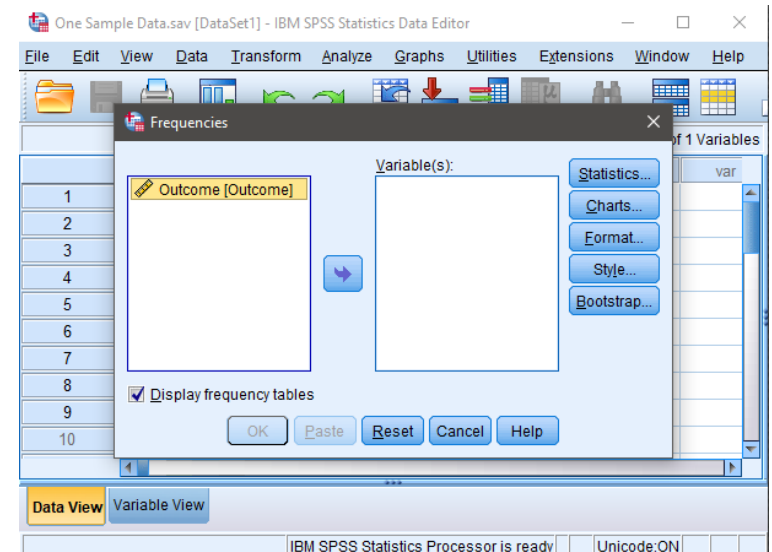 One Sample Data.sav [DataSet1] - IBM SPSS Statistics Data Editor
File Edit View Data Transform Analyze Graphs Utilities Extensions Window Help
Frequencies
of 1 Variables
Variable(s):
Outcome [Outcome]
Statistics...
Charts...
Format...
Style...
Bootstrap...
var
1
2
3
4
5
6
7
8
9
10
Display frequency tables
OK Paste Reset Cancel Help
Data View Variable View
IBM SPSS Statistics Processor is ready Unicode:ON